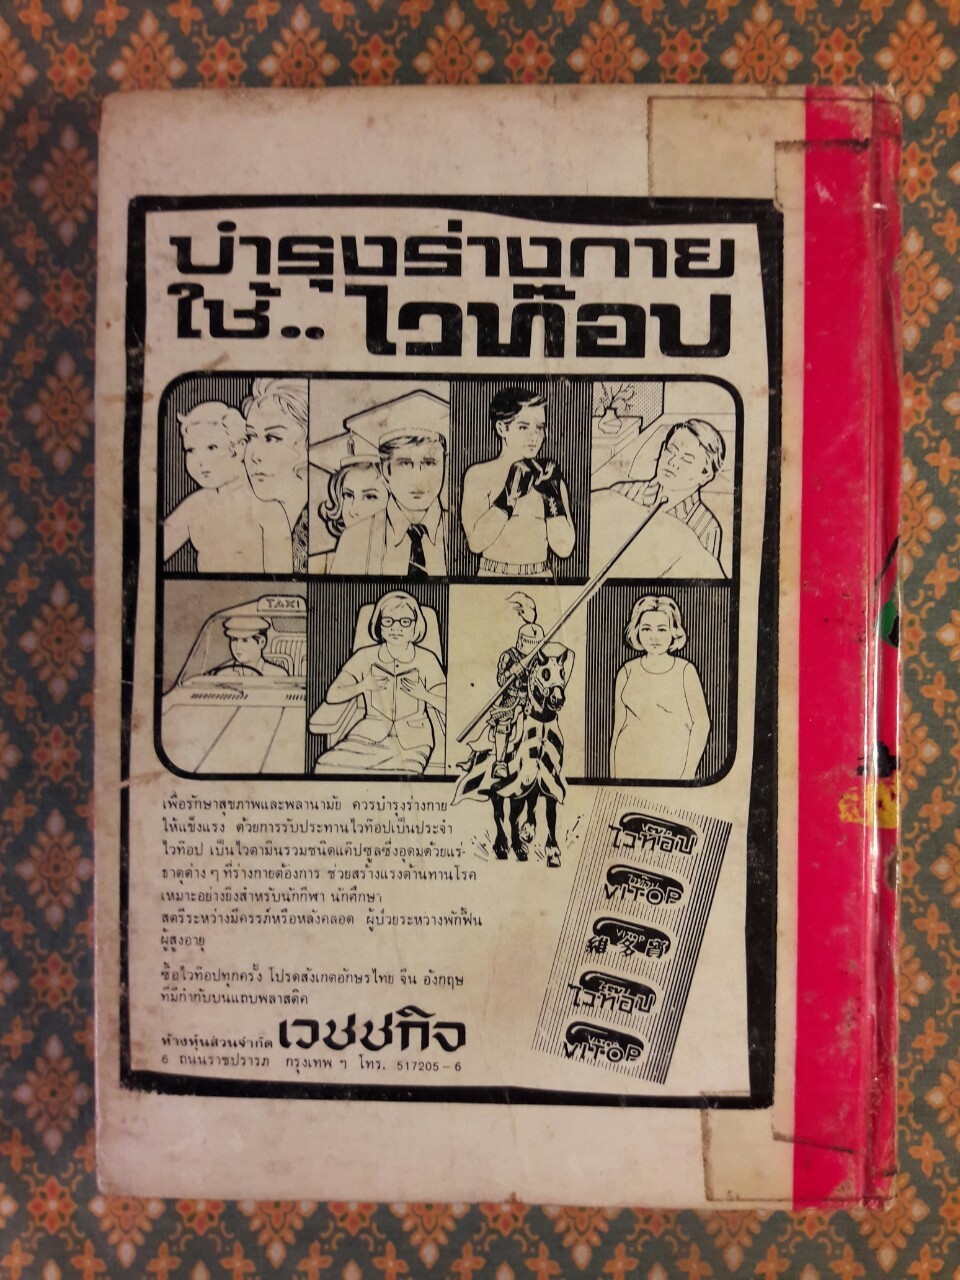 บำรุงร่างกาย
ใช้.. ไวท๊อป
TAXI
เพื่อรักษาสุขภาพและพลานามัย ควรบำรุงร่างกาย
ให้แข็งแรง ด้วยการรับประทานไวท๊อปเป็นประจำ
ไวท๊อป เป็นไวตามินรวมชนิดแค๊ปซูลซึ่งอุดมด้วยแร่-
ธาตุต่าง ๆ ที่ร่างกายต้องการ ช่วยสร้างแรงต้านทานโรค
เหมาะอย่างยิ่งสำหรับนักกีฬา นักศึกษา
สตรีระหว่างมีครรภ์หรือหลังคลอด ผู้ป่วยระหวางพักฟื้น
ผู้สูงอายุ
ซื้อไวท๊อปทุกครั้ง โปรดสังเกตอักษรไทย จีน อังกฤษ
ที่มีกำกับบนแถบพลาสติค
ห้างหุ้นส่วนจำกัด เวชชกิจ
6 ถนนราชปรารภ กรุงเทพ ฯ โทร. 517205-6
ไวท๊อป
VITOP
維多寶
ไวท๊อป
VITOP